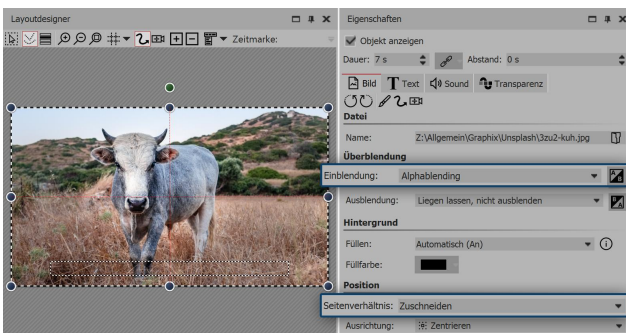 Layoutdesigner
Zeitmarke:
Eigenschaften
Objekt anzeigen
Dauer: 7 s Abstand: 0 s
Bild Text Sound Transparenz
Datei
Name: Z:\Allgemein\Graphix\Unsplash\3zu2-kuh.jpg
Überblendung
Einblendung: Alphablending A B
Ausblendung: Liegen lassen, nicht ausblenden B A
Hintergrund
Füllen: Automatisch (An)
Füllfarbe:
Position
Seitenverhältnis: Zuschneiden
Ausrichtung: Zentrieren